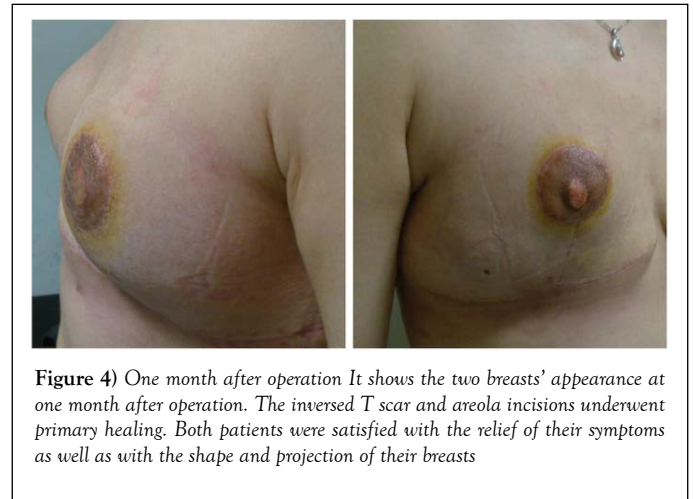 Figure 4) One month after operation It shows the two breasts’ appearance at
one month after operation. The inversed T scar and areola incisions underwent
primary healing. Both patients were satisfied with the relief of their symptoms
as well as with the shape and projection of their breasts